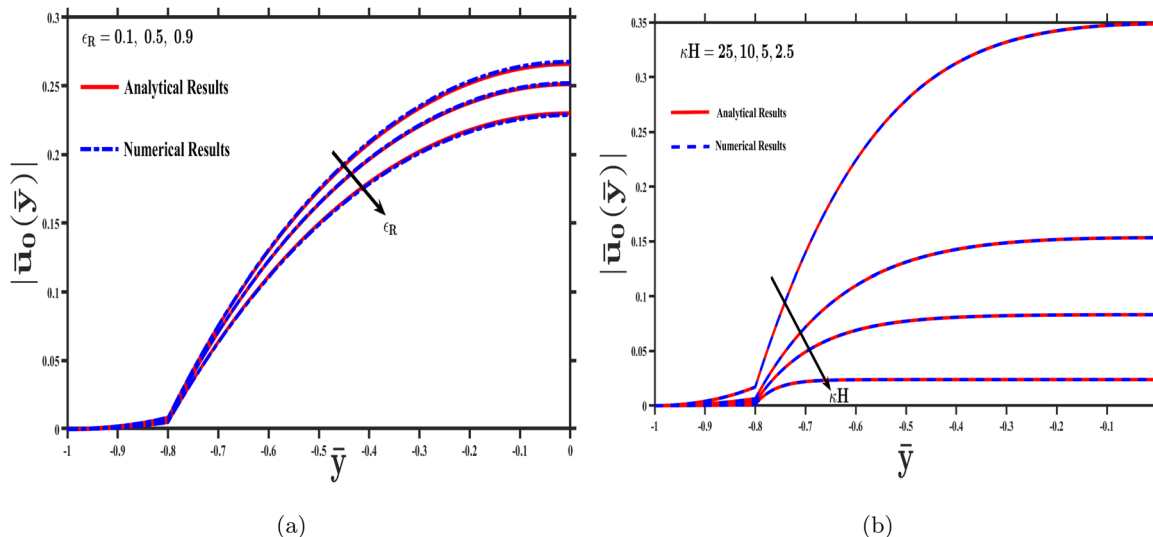 0.3
0.25
0.2
0.15
0.1
0.05
0
ϵR = 0.1, 0.5, 0.9
Analytical Results
Numerical Results
ϵR
|ū0(ȳ)|
-1 -0.9 -0.8 -0.7 -0.6 -0.5 -0.4 -0.3 -0.2 -0.1 0
ȳ
(a)
0.35
0.3
0.25
0.2
0.15
0.1
0.05
0
κH = 25, 10, 5, 2.5
Analytical Results
Numerical Results
κH
|ū0(ȳ)|
-1 -0.9 -0.8 -0.7 -0.6 -0.5 -0.4 -0.3 -0.2 -0.1
ȳ
(b)